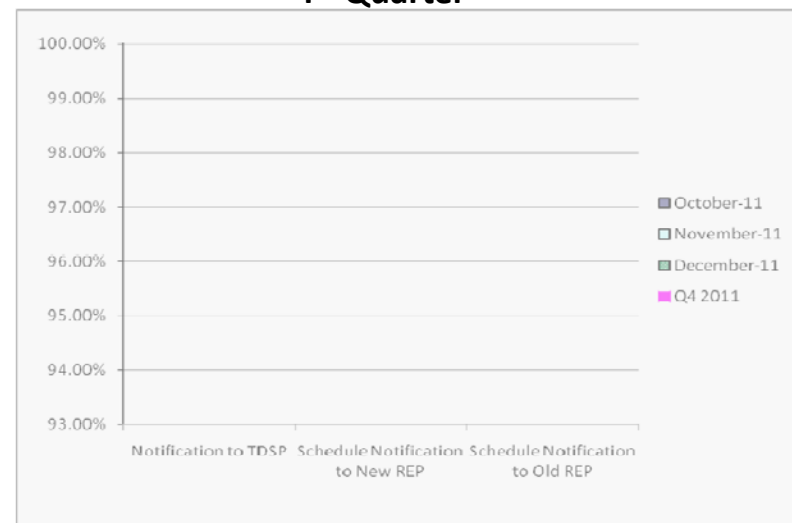 Quarter
100.00%
99.00%
98.00%
97.00%
96.00%
95.00%
94.00%
93.00%
Notification to TDSP
Schedule Notification
to New REP
Schedule Notification
to Old REP
October-11
November-11
December-11
Q4 2011